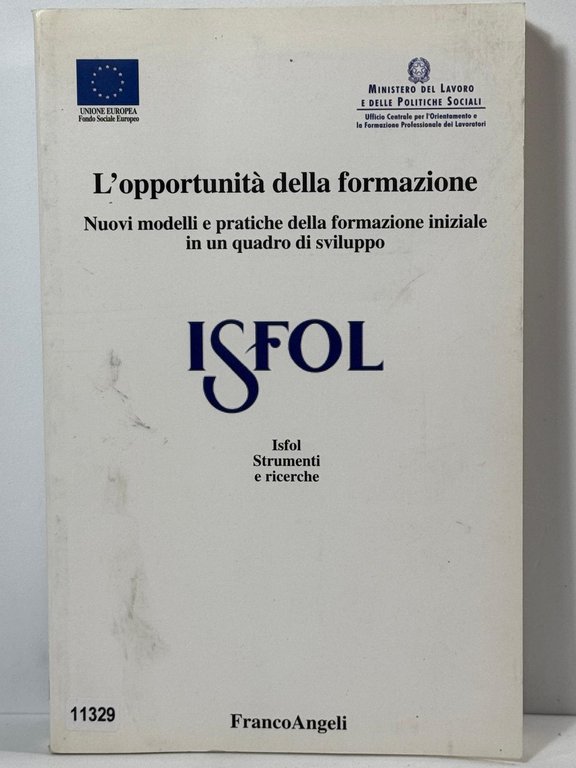 UNIONE EUROPEA
Fondo Sociale Europeo
MINISTERO DEL LAVORO
E DELLE POLITICHE SOCIALI
Ufficio Centrale per l'Orientamento e
la Formazione Professionale dei Lavoratori
L'opportunità della formazione
Nuovi modelli e pratiche della formazione iniziale
in un quadro di sviluppo
ISFOL
Isfol
Strumenti
e ricerche
11329
FrancoAngeli